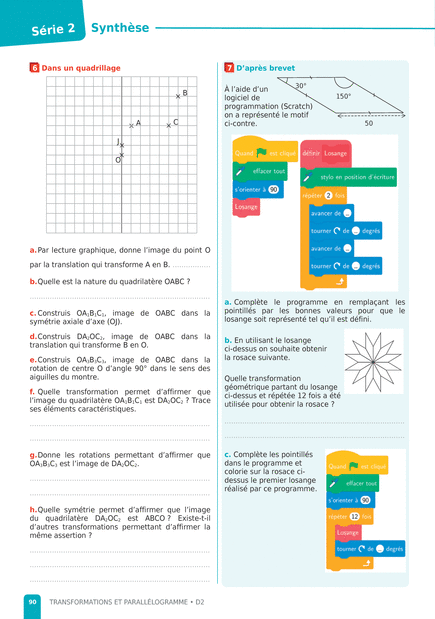 Série 2
Synthèse
6 Dans un quadrillage
B
A
C
J
O
a.Par lecture graphique, donne l'image du point O
par la translation qui transforme A en B. ................
b.Quelle est la nature du quadrilatère OABC ?
c.Construis OA₁B₁C₁, image de OABC dans la
symétrie axiale d'axe (OJ).
d.Construis DA₂OC₂, image de OABC dans la
translation qui transforme B en O.
e.Construis OA₃B₃C₃, image de OABC dans la
rotation de centre O d'angle 90° dans le sens des
aiguilles du montre.
f. Quelle transformation permet d'affirmer que
l'image du quadrilatère OA₁B₁C₁ est DA₂OC₂ ? Trace
ses éléments caractéristiques.
g.Donne les rotations permettant d'affirmer que
OA₃B₃C₃ est l'image de DA₂OC₂.
h.Quelle symétrie permet d'affirmer que l'image
du quadrilatère DA₂OC₂ est ABCO ? Existe-t-il
d'autres transformations permettant d'affirmer la
même assertion ?
7 D'après brevet
À l'aide d'un
logiciel de
programmation (Scratch)
on a représenté le motif
ci-contre.
30°
150°
50
Quand est cliqué
effacer tout
s'orienter à 90
Losange
définir Losange
stylo en position d'écriture
répéter 2 fois
avancer de ...
tourner de ... degrés
avancer de ...
tourner de ... degrés
a. Complète le programme en remplaçant les
pointillés par les bonnes valeurs pour que le
losange soit représenté tel qu'il est défini.
b. En utilisant le losange
ci-dessus on souhaite obtenir
la rosace suivante.
Quelle transformation
géométrique partant du losange
ci-dessus et répétée 12 fois a été
utilisée pour obtenir la rosace ?
c. Complète les pointillés
dans le programme et
colorie sur la rosace ci-
dessus le premier losange
réalisé par ce programme.
Quand est cliqué
effacer tout
s'orienter à 90
répéter 12 fois
Losange
tourner de ... degrés
90 TRANSFORMATIONS ET PARALLÉLOGRAMME • D2